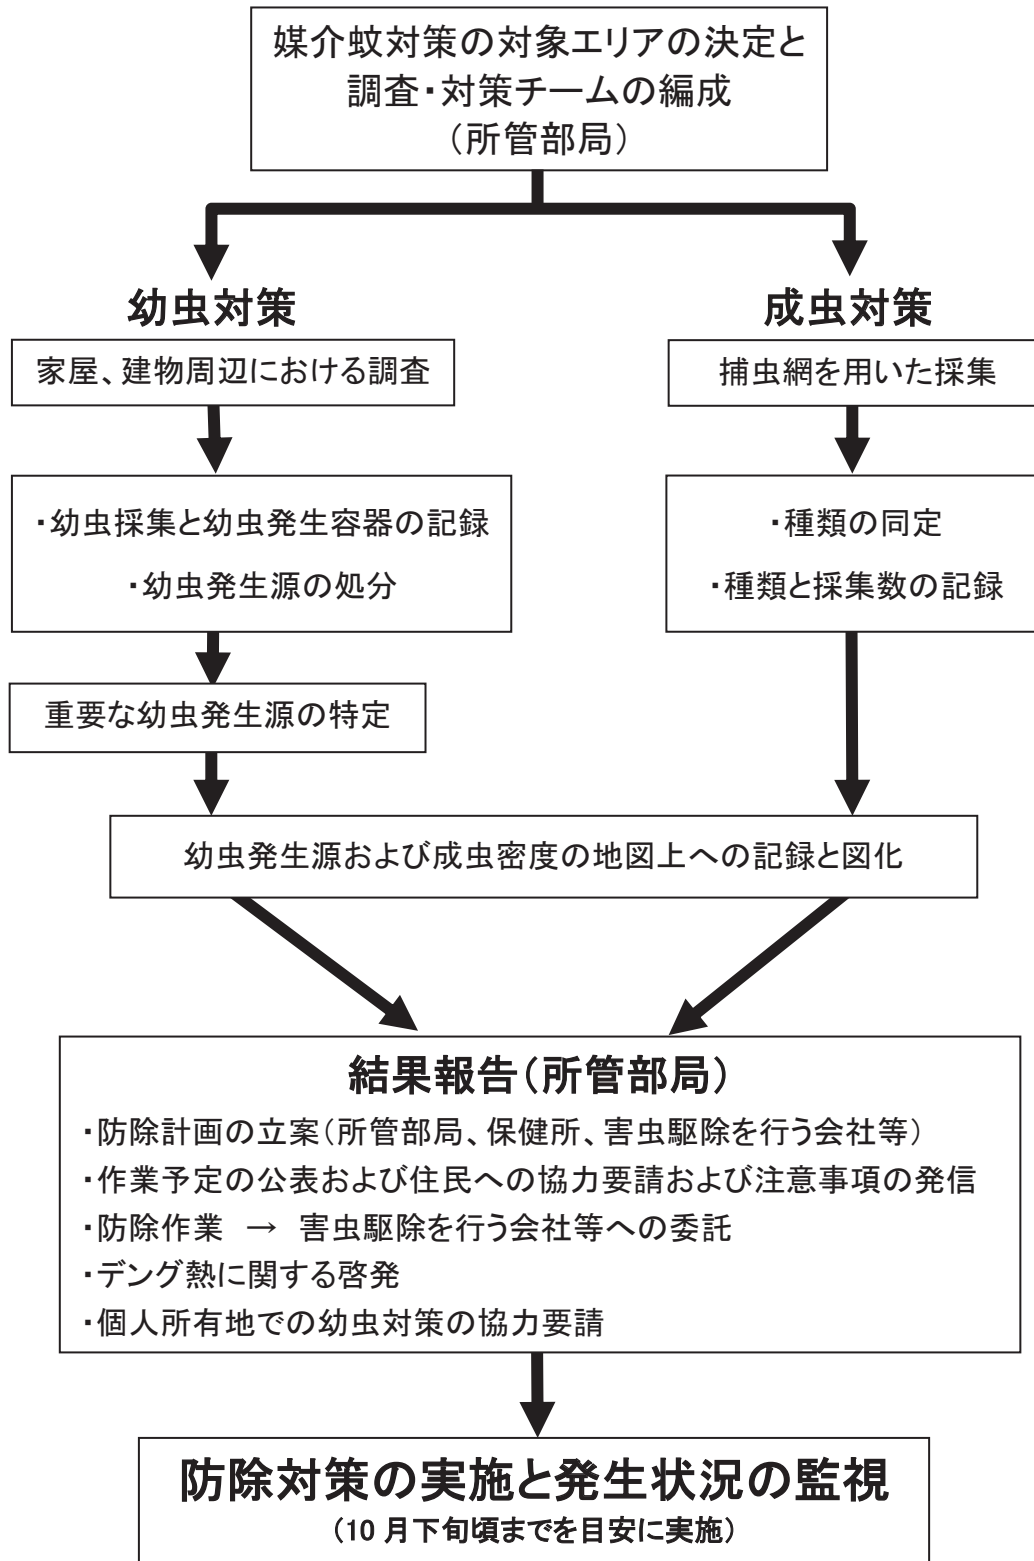 媒介蚊対策の対象エリアの決定と
調査・対策チームの編成
（所管部局）
幼虫対策
成虫対策
家屋、建物周辺における調査
捕虫網を用いた採集
・幼虫採集と幼虫発生容器の記録
・幼虫発生源の処分
・種類の同定
・種類と採集数の記録
重要な幼虫発生源の特定
幼虫発生源および成虫密度の地図上への記録と図化
結果報告（所管部局）
・防除計画の立案（所管部局、保健所、害虫駆除を行う会社等）
・作業予定の公表および住民への協力要請および注意事項の発信
・防除作業 → 害虫駆除を行う会社等への委託
・デング熱に関する啓発
・個人所有地での幼虫対策の協力要請
防除対策の実施と発生状況の監視
（10月下旬頃までを目安に実施）